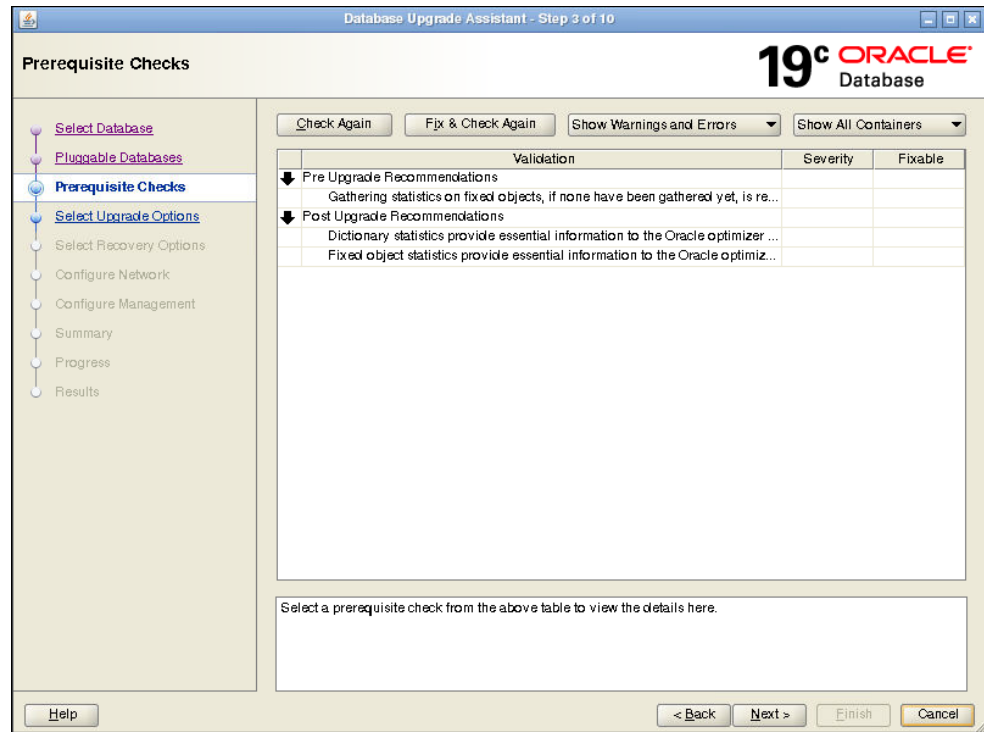 Database Upgrade Assistant - Step 3 of 10
Prerequisite Checks
19c ORACLE
Database
Select Database
Pluggable Databases
Prerequisite Checks
Select Upgrade Options
Select Recovery Options
Configure Network
Configure Management
Summary
Progress
Results
Check Again
Fix & Check Again
Show Warnings and Errors
Show All Containers
Validation
Severity
Fixable
Pre Upgrade Recommendations
Gathering statistics on fixed objects, if none have been gathered yet, is re...
Post Upgrade Recommendations
Dictionary statistics provide essential information to the Oracle optimizer ...
Fixed object statistics provide essential information to the Oracle optimiz...
Select a prerequisite check from the above table to view the details here.
Help
< Back
Next >
Finish
Cancel